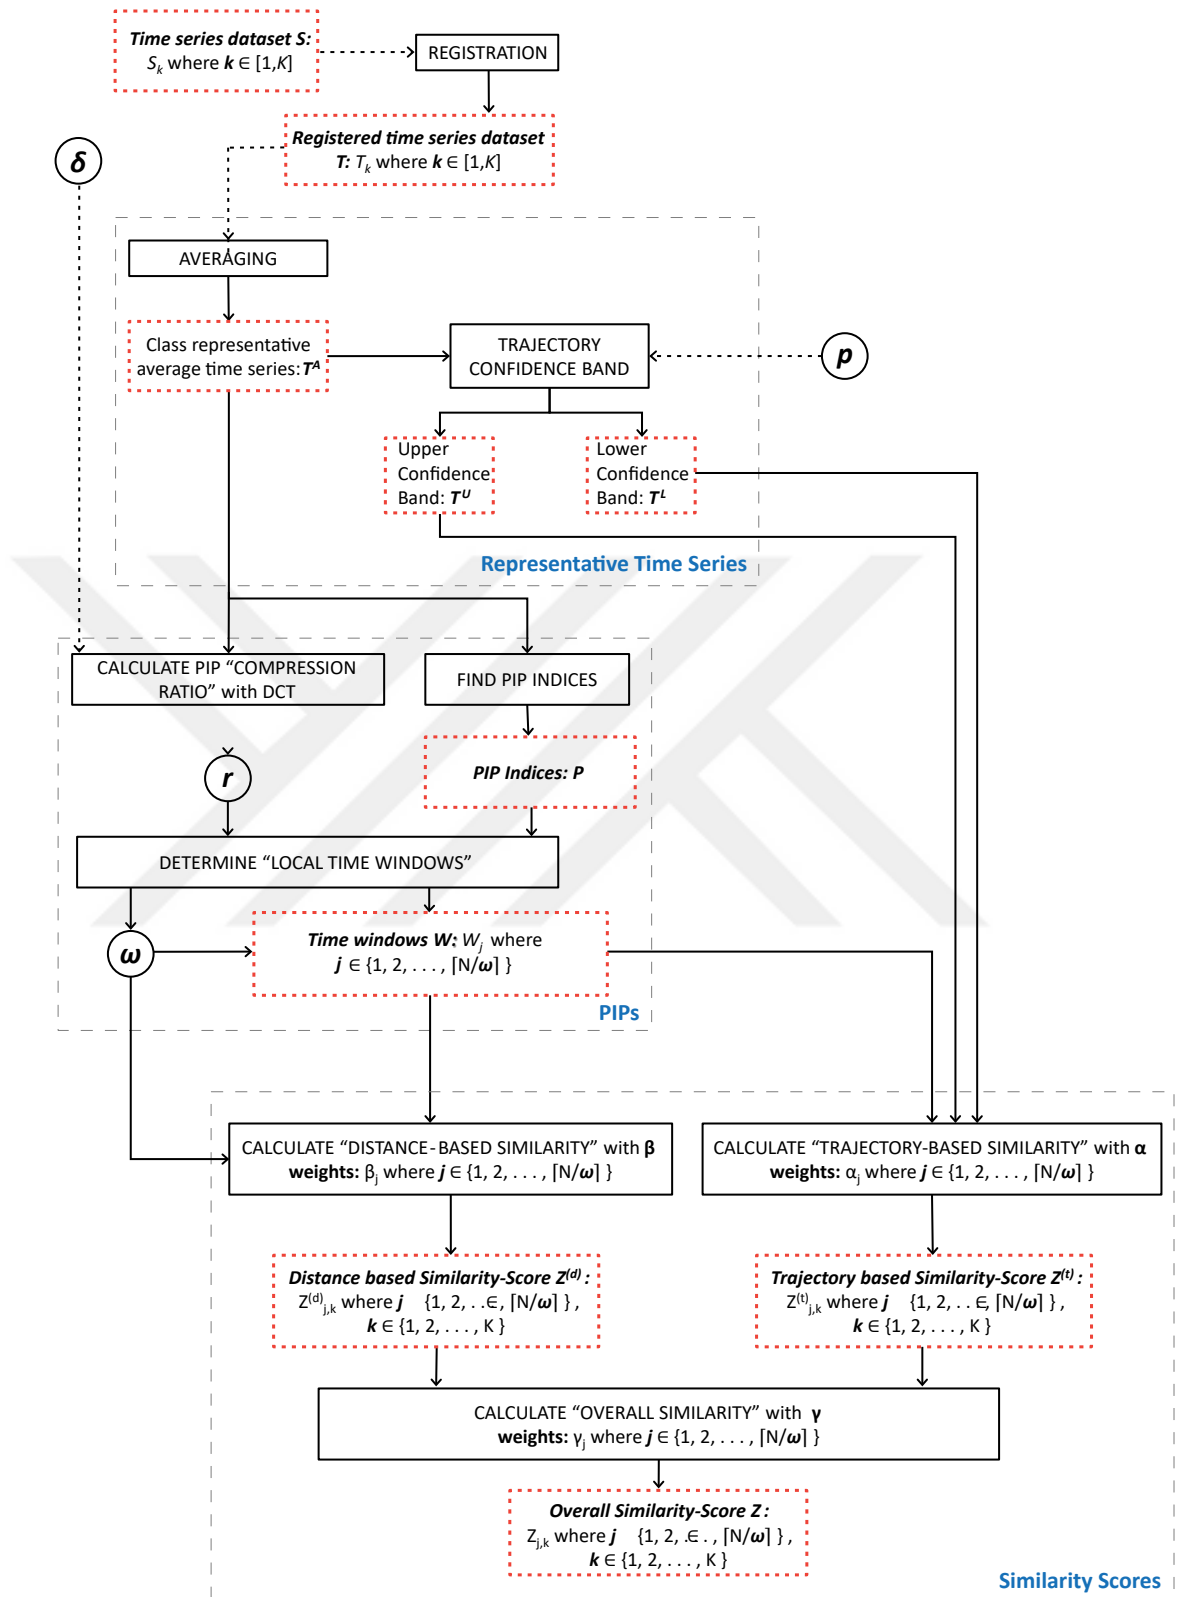 Time series dataset S:
S_k where k ∈ [1,K]
REGISTRATION
Registered time series dataset
T: T_k where k ∈ [1,K]
δ
AVERAGING
Class representative
average time series: T^A
TRAJECTORY
CONFIDENCE BAND
p
Upper
Confidence
Band: T^U
Lower
Confidence
Band: T^L
Representative Time Series
CALCULATE PIP “COMPRESSION
RATIO” with DCT
FIND PIP INDICES
r
PIP Indices: P
DETERMINE “LOCAL TIME WINDOWS”
ω
Time windows W: W_j where
j ∈ {1, 2, . . . , ⌈N/ω⌉ }
PIPs
CALCULATE “DISTANCE-BASED SIMILARITY” with β
weights: β_j where j ∈ {1, 2, . . . , ⌈N/ω⌉ }
CALCULATE “TRAJECTORY-BASED SIMILARITY” with α
weights: α_j where j ∈ {1, 2, . . . , ⌈N/ω⌉ }
Distance based Similarity-Score Z^(d) :
Z^(d)_j,k where j {1, 2, . .∈, ⌈N/ω⌉ } ,
k ∈ {1, 2, . . . , K }
Trajectory based Similarity-Score Z^(t) :
Z^(t)_j,k where j {1, 2, . . ∈, ⌈N/ω⌉ } ,
k ∈ {1, 2, . . . , K }
CALCULATE “OVERALL SIMILARITY” with γ
weights: γ_j where j ∈ {1, 2, . . . , ⌈N/ω⌉ }
Overall Similarity-Score Z :
Z_j,k where j {1, 2, .∈ . , ⌈N/ω⌉ } ,
k ∈ {1, 2, . . . , K }
Similarity Scores